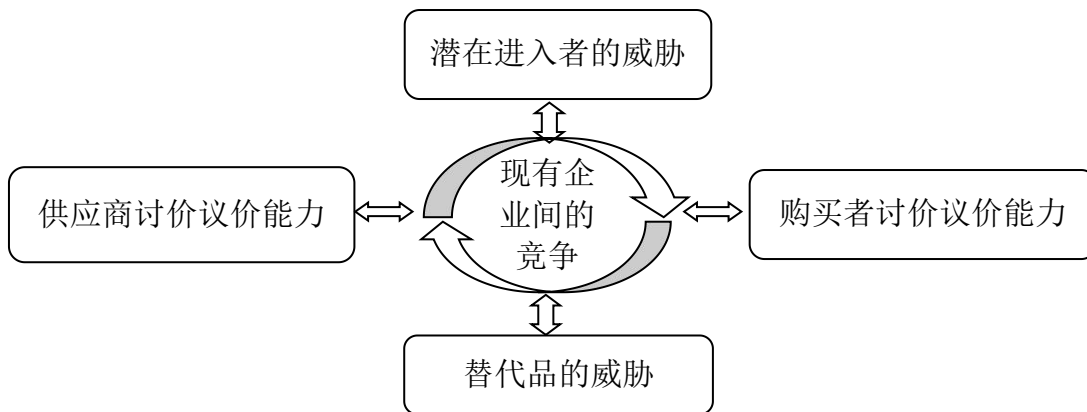 潜在进入者的威胁
供应商讨价议价能力
现有企
业间的
竞争
购买者讨价议价能力
替代品的威胁